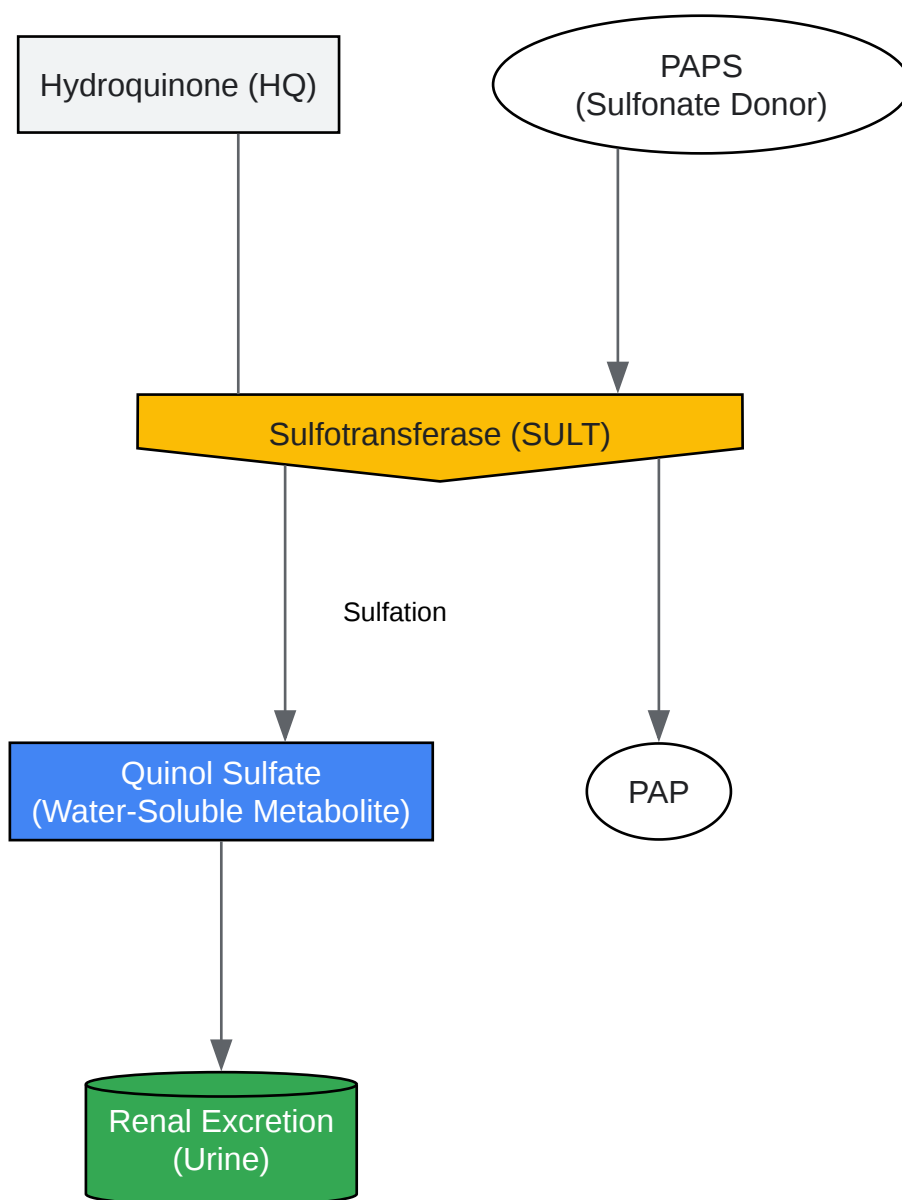 Hydroquinone (HQ)
PAPS
(Sulfonate Donor)
Sulfotransferase (SULT)
Sulfation
Quinol Sulfate
(Water-Soluble Metabolite)
PAP
Renal Excretion
(Urine)